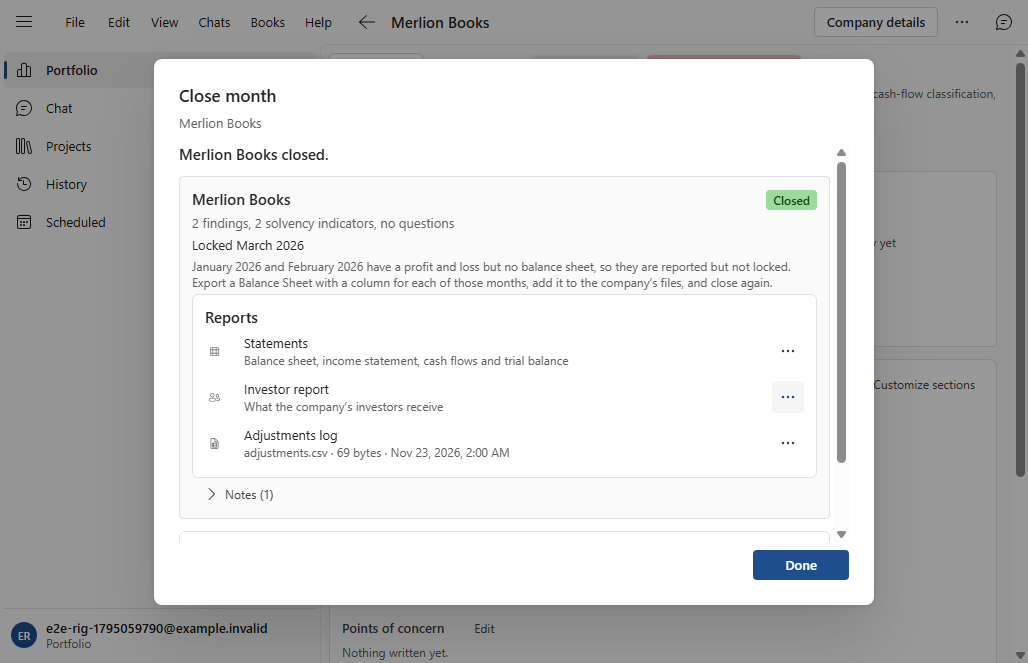 File Edit View Chats Books Help Merlion Books Company details
Portfolio
Chat
Projects
History
Scheduled
cash-flow classification,
yet
Customize sections
Close month
Merlion Books
Merlion Books closed.
Merlion Books Closed
2 findings, 2 solvency indicators, no questions
Locked March 2026
January 2026 and February 2026 have a profit and loss but no balance sheet, so they are reported but not locked.
Export a Balance Sheet with a column for each of those months, add it to the company's files, and close again.
Reports
Statements
Balance sheet, income statement, cash flows and trial balance
Investor report
What the company's investors receive
Adjustments log
adjustments.csv · 69 bytes · Nov 23, 2026, 2:00 AM
Notes (1)
Done
ER e2e-rig-1795059790@example.invalid
Portfolio
Points of concern Edit
Nothing written yet.